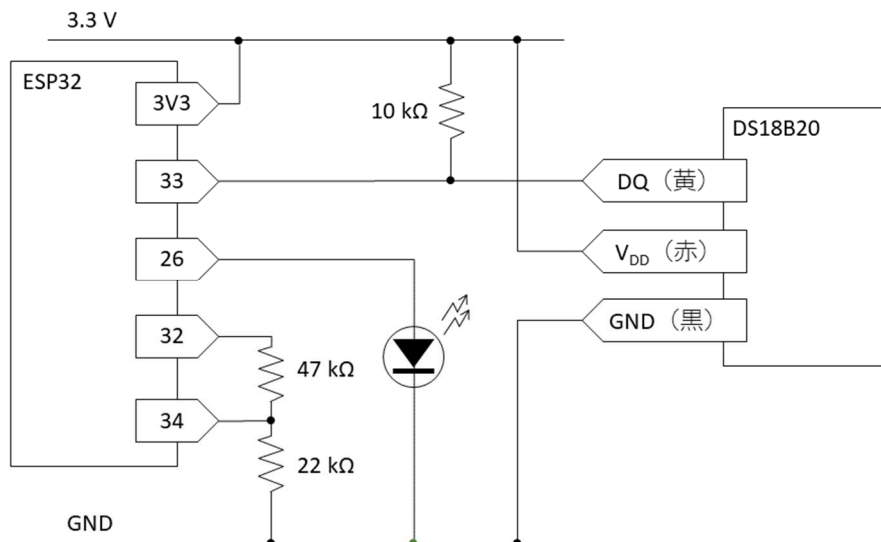 3.3 V
ESP32
3V3
10 kΩ
DS18B20
33
DQ（黄）
26
V_DD（赤）
GND（黒）
32
47 kΩ
34
22 kΩ
GND